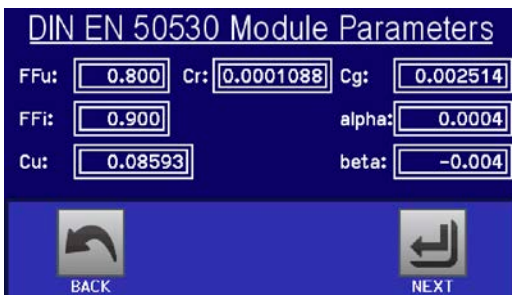 DIN EN 50530 Module Parameters
FFu: 0.800 Cr: 0.0001088 Cg: 0.002514
FFi: 0.900 alpha: 0.0004
Cu: 0.08593 beta: -0.004
BACK NEXT